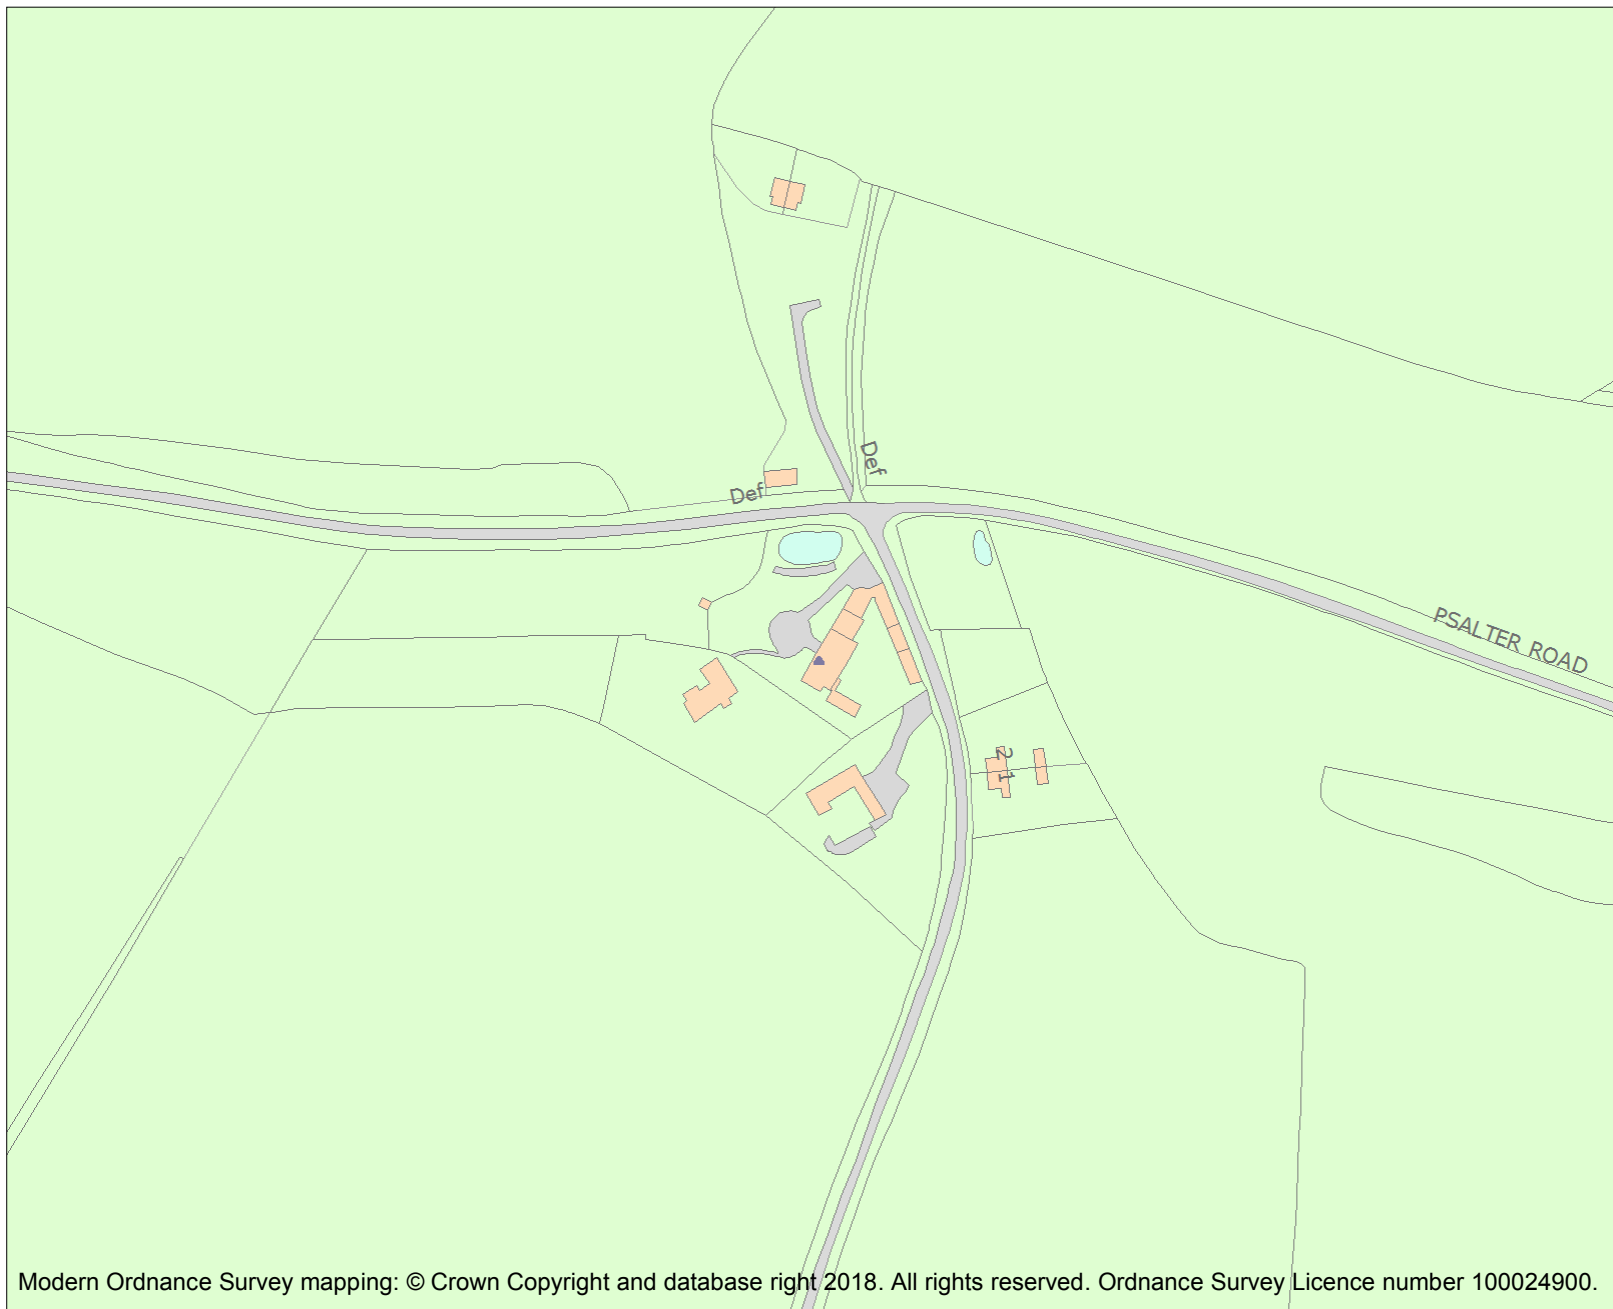 Def
Def
PSALTER ROAD
2
1
Modern Ordnance Survey mapping: © Crown Copyright and database right 2018. All rights reserved. Ordnance Survey Licence number 100024900.